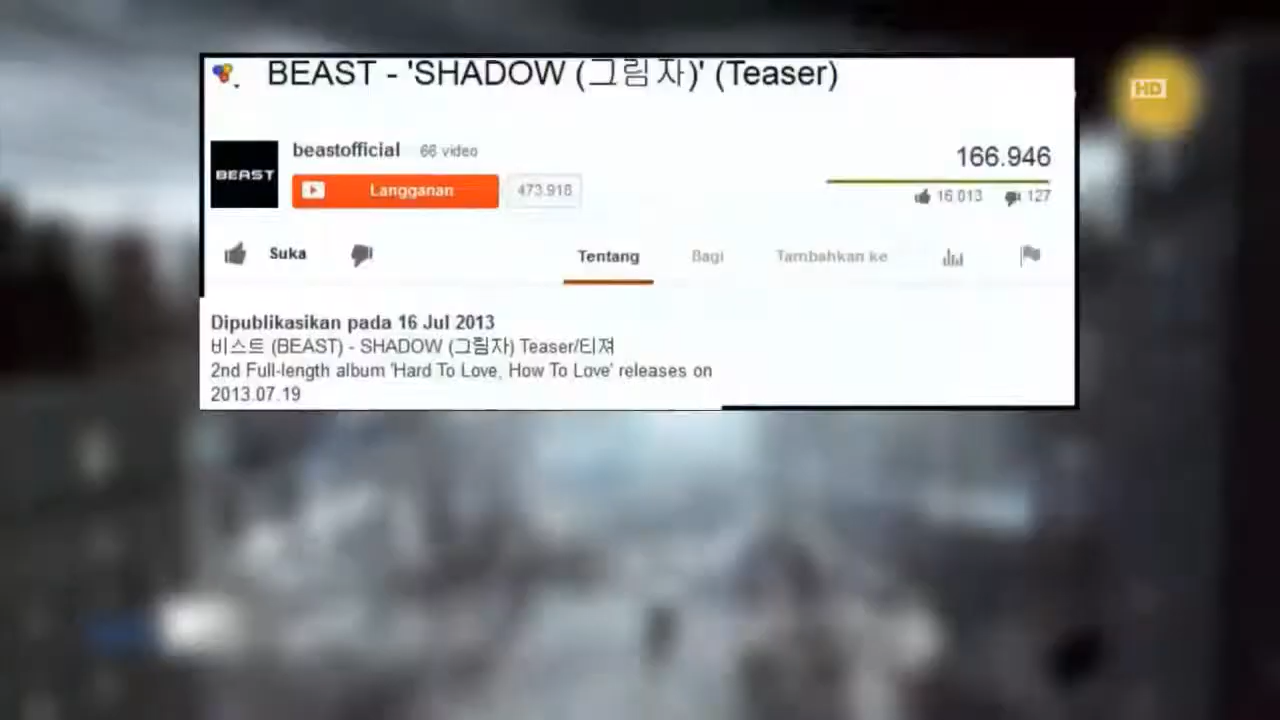 BEAST - 'SHADOW (그림자)' (Teaser)
HD
beastofficial 66 video
BEAST
166.946
Langganan 473.918
16 013 127
Suka Tentang Bagi Tambahkan ke
Dipublikasikan pada 16 Jul 2013
비스트 (BEAST) - SHADOW (그림자) Teaser/티져
2nd Full-length album 'Hard To Love, How To Love' releases on
2013.07.19